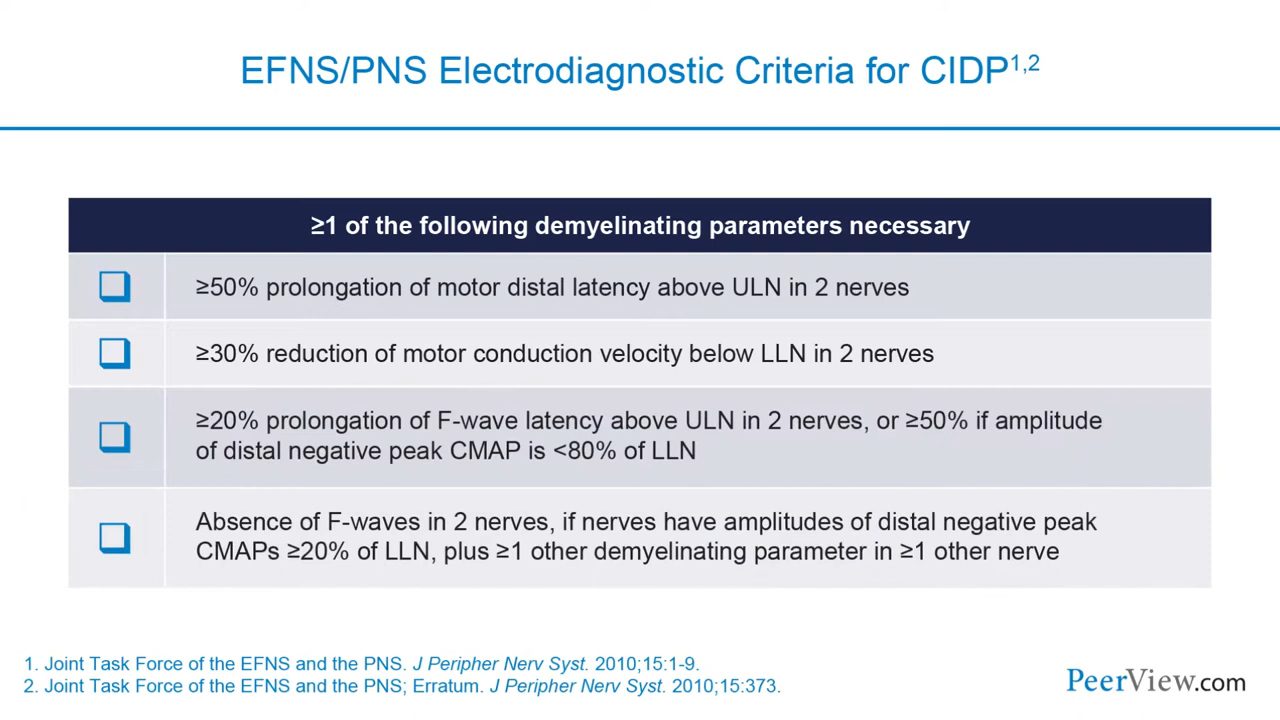 EFNS/PNS Electrodiagnostic Criteria for CIDP1,2
≥1 of the following demyelinating parameters necessary
≥50% prolongation of motor distal latency above ULN in 2 nerves
≥30% reduction of motor conduction velocity below LLN in 2 nerves
≥20% prolongation of F-wave latency above ULN in 2 nerves, or ≥50% if amplitude
of distal negative peak CMAP is <80% of LLN
Absence of F-waves in 2 nerves, if nerves have amplitudes of distal negative peak
CMAPs ≥20% of LLN, plus ≥1 other demyelinating parameter in ≥1 other nerve
1. Joint Task Force of the EFNS and the PNS. J Peripher Nerv Syst. 2010;15:1-9.
2. Joint Task Force of the EFNS and the PNS; Erratum. J Peripher Nerv Syst. 2010;15:373.
PeerView.com